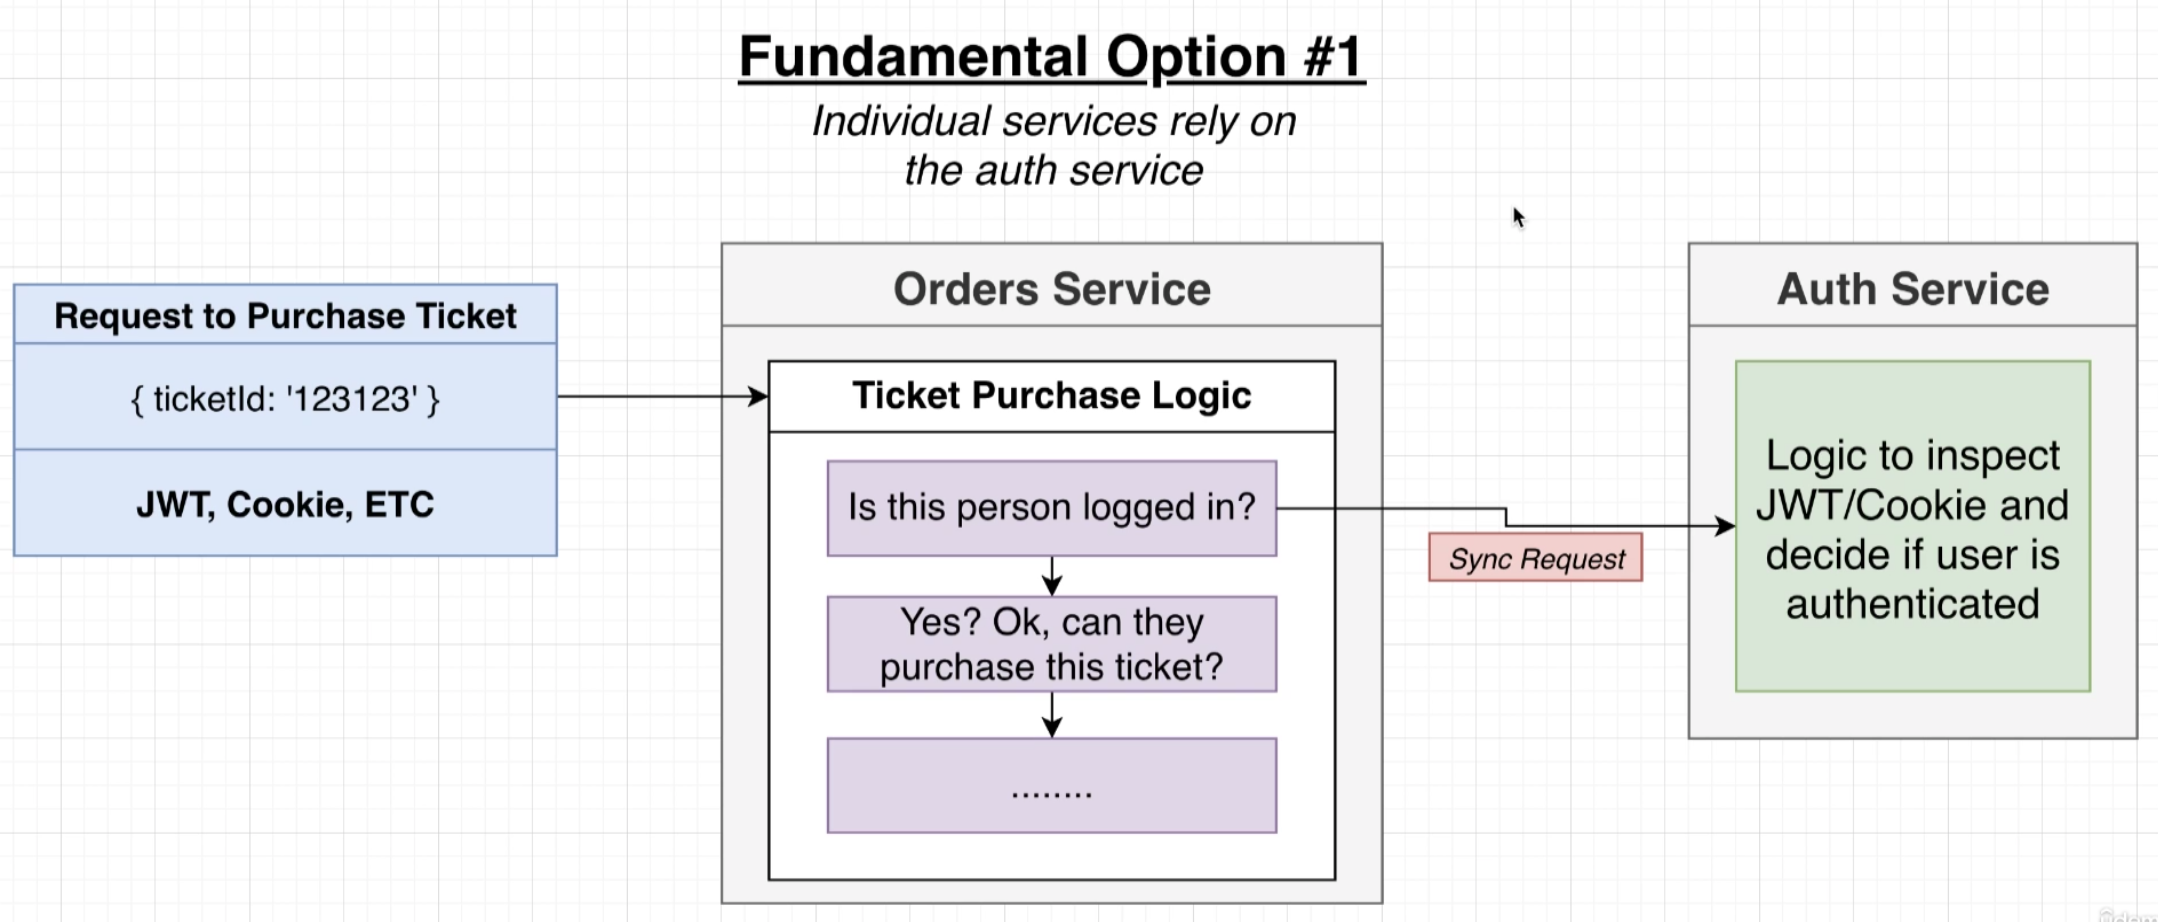 Fundamental Option #1
Individual services rely on
the auth service
Request to Purchase Ticket
{ ticketId: '123123' }
JWT, Cookie, ETC
Orders Service
Ticket Purchase Logic
Is this person logged in?
Yes? Ok, can they
purchase this ticket?
........
Sync Request
Auth Service
Logic to inspect
JWT/Cookie and
decide if user is
authenticated